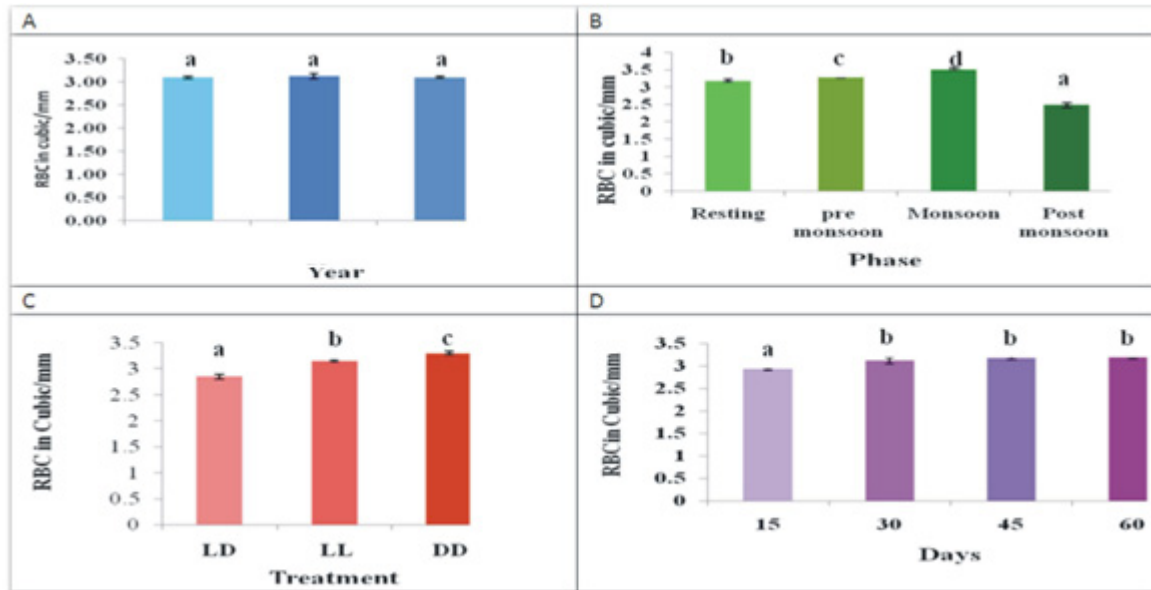 A
RBC in cubic/mm
3.50
3.00
2.50
2.00
1.50
1.00
0.50
0.00
a a a
Year
B
RBC in cubic/mm
4
3.5
3
2.5
2
1.5
1
0.5
0
b c d a
Resting pre monsoon Monsoon Post monsoon
Phase
C
RBC in Cubic/mm
3.5
3
2.5
2
1.5
1
0.5
0
a b c
LD LL DD
Treatment
D
RBCin Cubic/mm
3.5
3
2.5
2
1.5
1
0.5
0
a b b b
15 30 45 60
Days